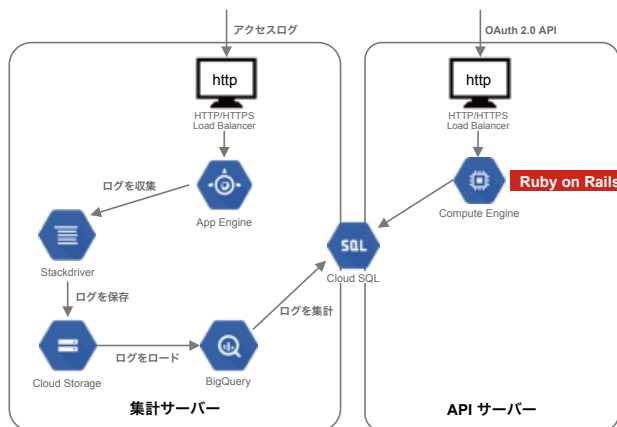 アクセスログ
OAuth 2.0 API
http
HTTP/HTTPS
Load Balancer
http
HTTP/HTTPS
Load Balancer
ログを収集
App Engine
Compute Engine
Ruby on Rails
Stackdriver
SQL
Cloud SQL
ログを保存
ログを集計
ログをロード
Cloud Storage
BigQuery
集計サーバー
API サーバー